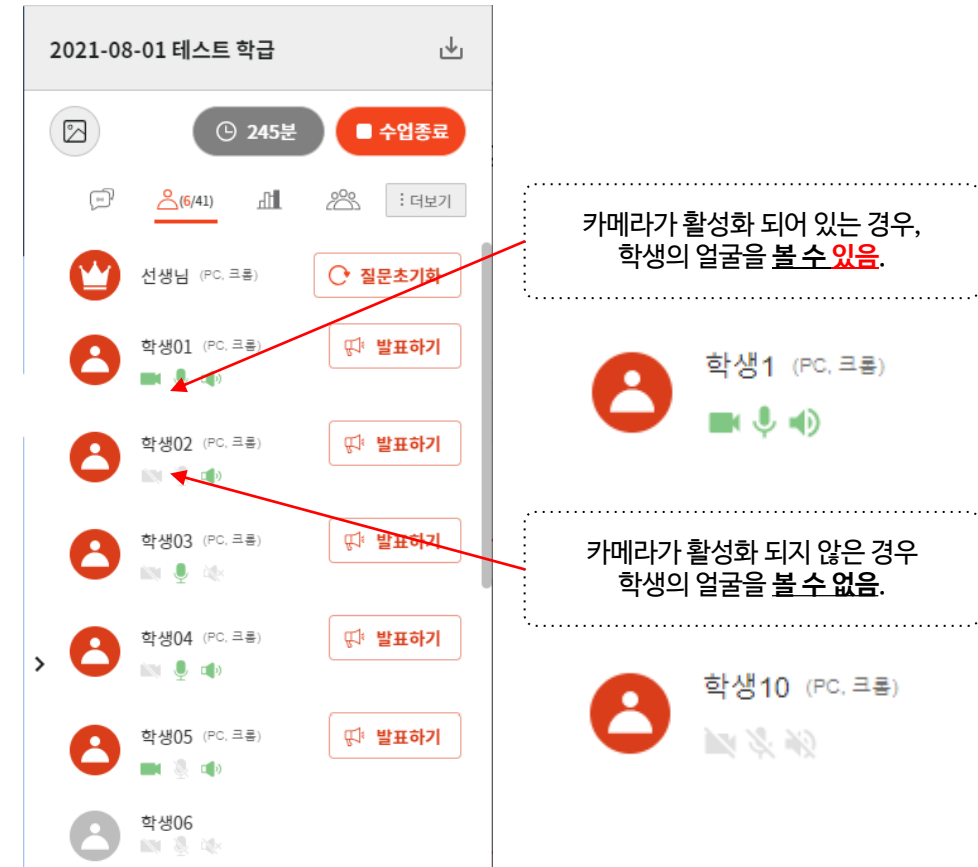 2021-08-01 테스트 학급
245분
수업종료
(6/41)
더보기
선생님 (PC, 크롬)
질문초기화
학생01 (PC, 크롬)
발표하기
학생02 (PC, 크롬)
발표하기
학생03 (PC, 크롬)
발표하기
학생04 (PC, 크롬)
발표하기
학생05 (PC, 크롬)
발표하기
학생06
카메라가 활성화 되어 있는 경우,
학생의 얼굴을 볼 수 있음.
학생1 (PC, 크롬)
카메라가 활성화 되지 않은 경우
학생의 얼굴을 볼 수 없음.
학생10 (PC, 크롬)